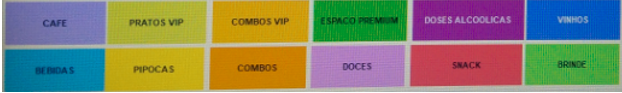 CAFE
PRATOS VIP
COMBOS VIP
ESPACO PREMIUM
DOSES ALCOOLICAS
VINHOS
BEBIDAS
PIPOCAS
COMBOS
DOCES
SNACK
BRINDE